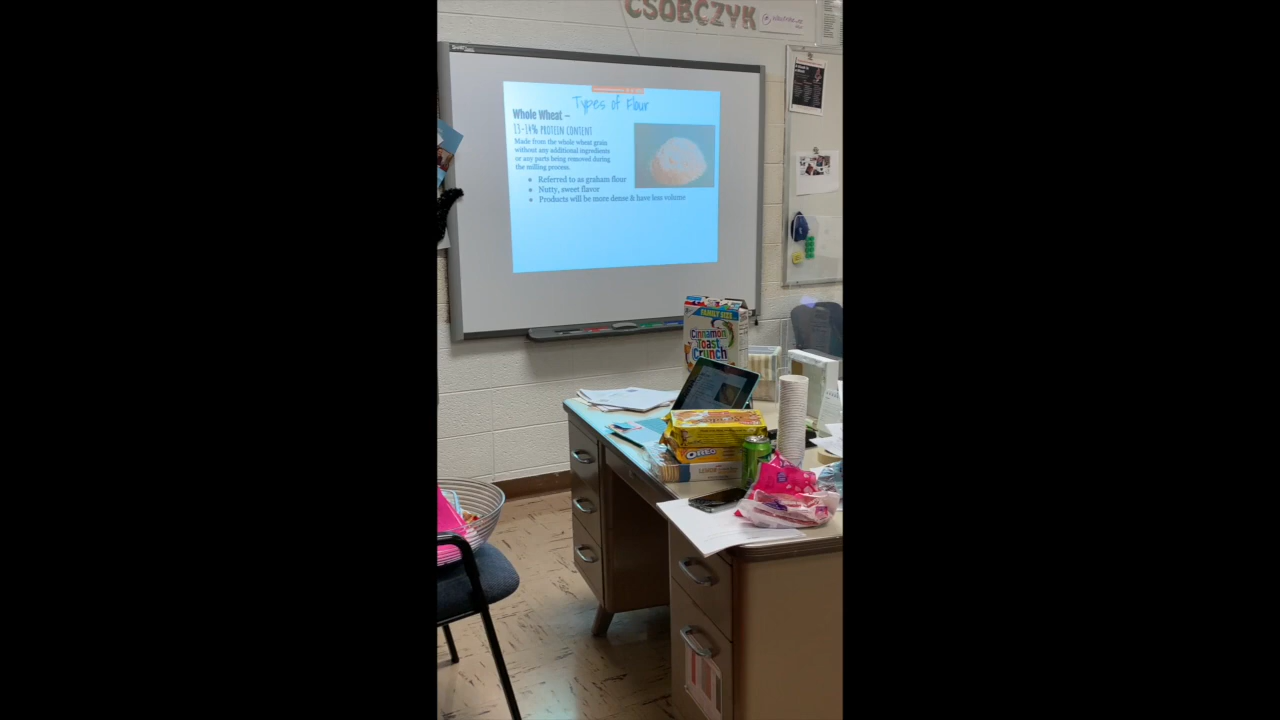 CSOBCZYK
Types of Flour
Whole Wheat –
13-14% PROTEIN CONTENT
Made from the whole wheat grain
without any additional ingredients
or any parts being removed during
the milling process.
Referred to as graham flour
Nutty, sweet flavor
Products will be more dense & have less volume
FAMILY SIZE
Cinnamon
Toast
Crunch
OREO